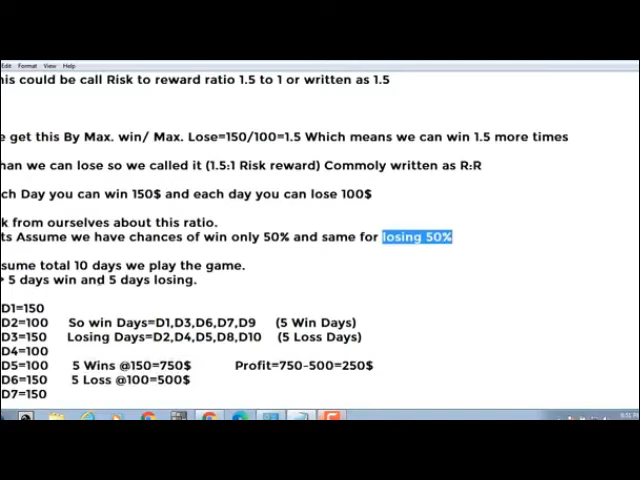 Edit Format View Help
his could be call Risk to reward ratio 1.5 to 1 or written as 1.5
e get this By Max. win/ Max. Lose=150/100=1.5 Which means we can win 1.5 more times
han we can lose so we called it (1.5:1 Risk reward) Commoly written as R:R
ch Day you can win 150$ and each day you can lose 100$
k from ourselves about this ratio.
ts Assume we have chances of win only 50% and same for losing 50%
sume total 10 days we play the game.
> 5 days win and 5 days losing.
D1=150
D2=100 So win Days=D1,D3,D6,D7,D9 (5 Win Days)
D3=150 Losing Days=D2,D4,D5,D8,D10 (5 Loss Days)
D4=100
D5=100 5 Wins @150=750$ Profit=750-500=250$
D6=150 5 Loss @100=500$
D7=150